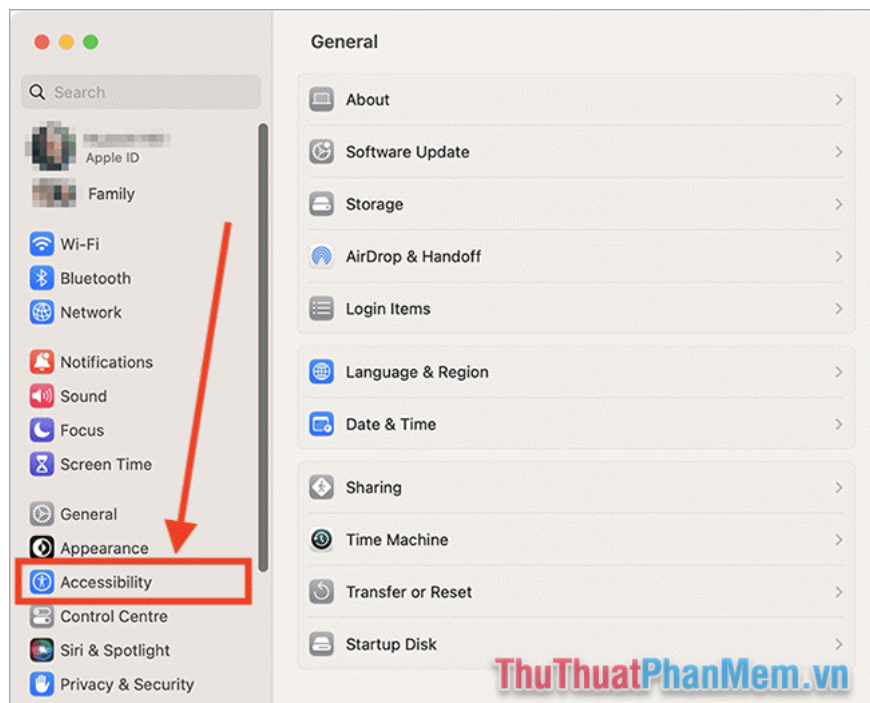 General
Search
Apple ID
Family
Wi-Fi
Bluetooth
Network
Notifications
Sound
Focus
Screen Time
General
Appearance
Accessibility
Control Centre
Siri & Spotlight
Privacy & Security
About
Software Update
Storage
AirDrop & Handoff
Login Items
Language & Region
Date & Time
Sharing
Time Machine
Transfer or Reset
Startup Disk
ThuThuatPhanMem.vn